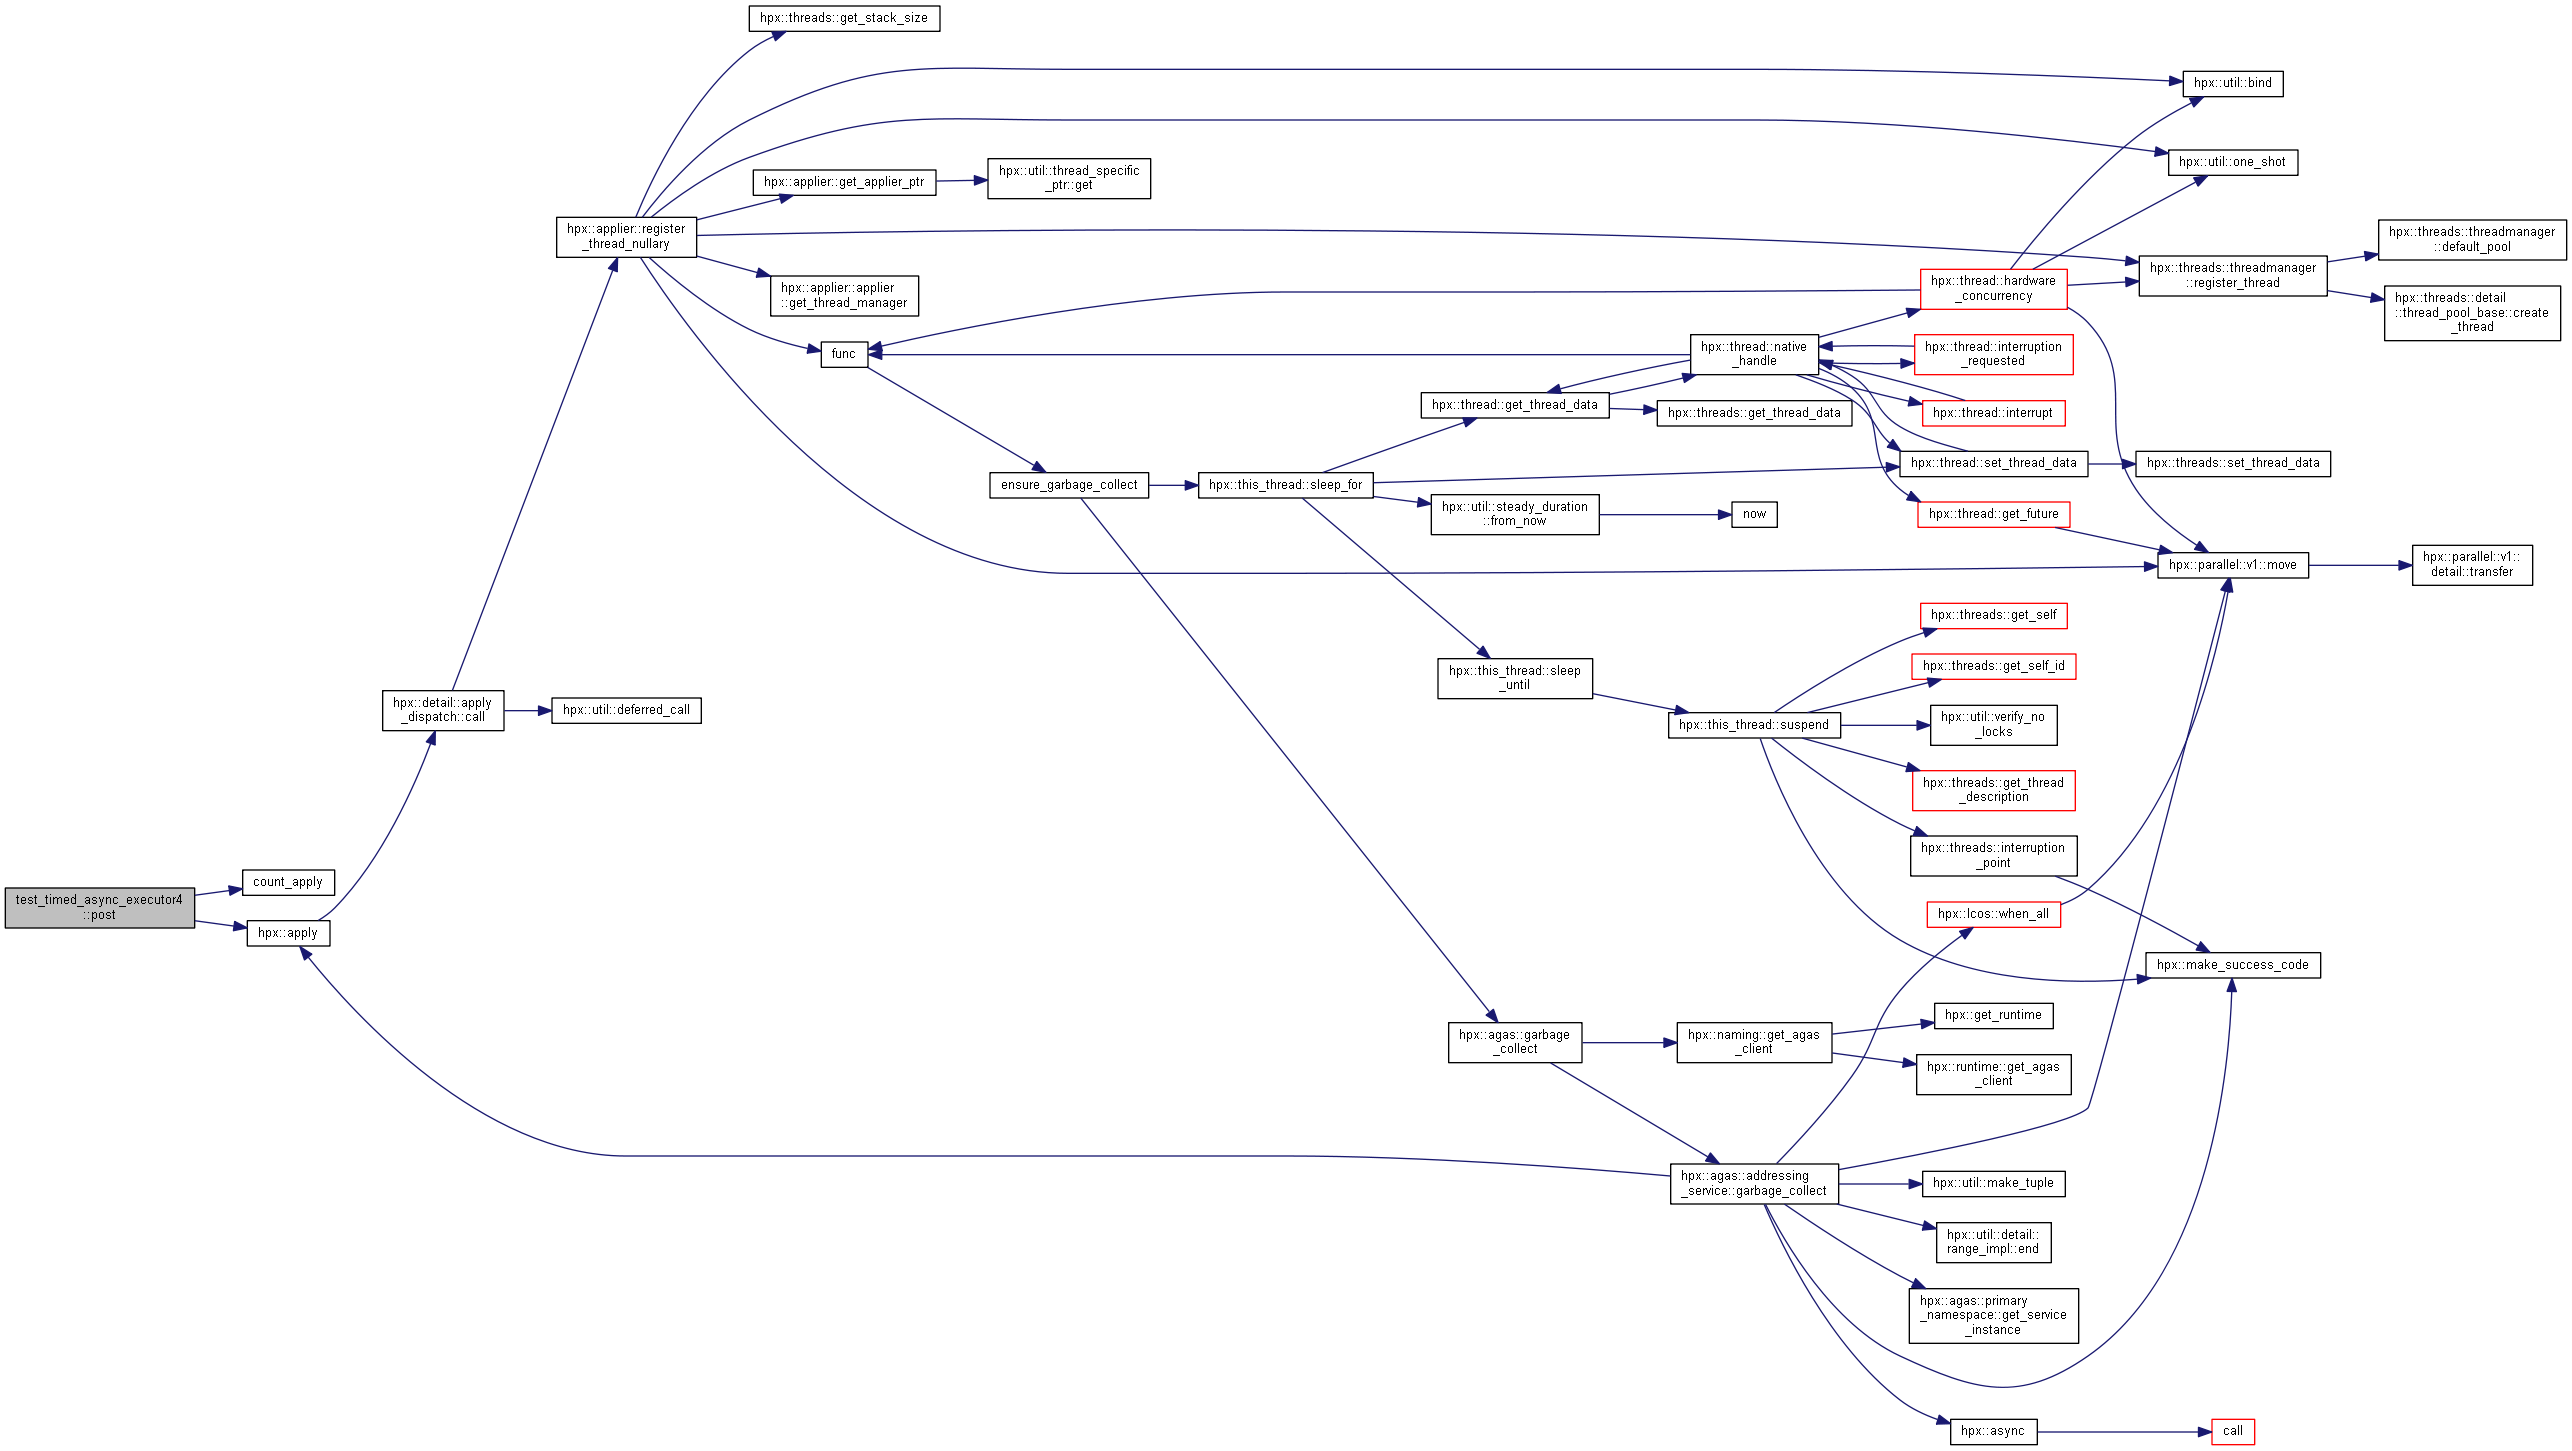 test_timed_async_executor4
::post
count_apply
hpx::apply
hpx::detail::apply
_dispatch::call
hpx::util::deferred_call
hpx::applier::register
_thread_nullary
hpx::threads::get_stack_size
hpx::applier::get_applier_ptr
hpx::util::thread_specific
_ptr::get
hpx::applier::applier
::get_thread_manager
func
ensure_garbage_collect
hpx::this_thread::sleep_for
hpx::thread::get_thread_data
hpx::util::steady_duration
::from_now
hpx::this_thread::sleep
_until
hpx::agas::garbage
_collect
hpx::thread::native
_handle
hpx::threads::get_thread_data
now
hpx::this_thread::suspend
hpx::naming::get_agas
_client
hpx::agas::addressing
_service::garbage_collect
hpx::thread::hardware
_concurrency
hpx::thread::interruption
_requested
hpx::thread::interrupt
hpx::thread::set_thread_data
hpx::thread::get_future
hpx::threads::get_self
hpx::threads::get_self_id
hpx::util::verify_no
_locks
hpx::threads::get_thread
_description
hpx::threads::interruption
_point
hpx::lcos::when_all
hpx::get_runtime
hpx::runtime::get_agas
_client
hpx::util::make_tuple
hpx::util::detail::
range_impl::end
hpx::agas::primary
_namespace::get_service
_instance
hpx::async
hpx::util::bind
hpx::util::one_shot
hpx::threads::threadmanager
::register_thread
hpx::threads::set_thread_data
hpx::parallel::v1::move
hpx::make_success_code
call
hpx::threads::threadmanager
::default_pool
hpx::threads::detail
::thread_pool_base::create
_thread
hpx::parallel::v1::
detail::transfer